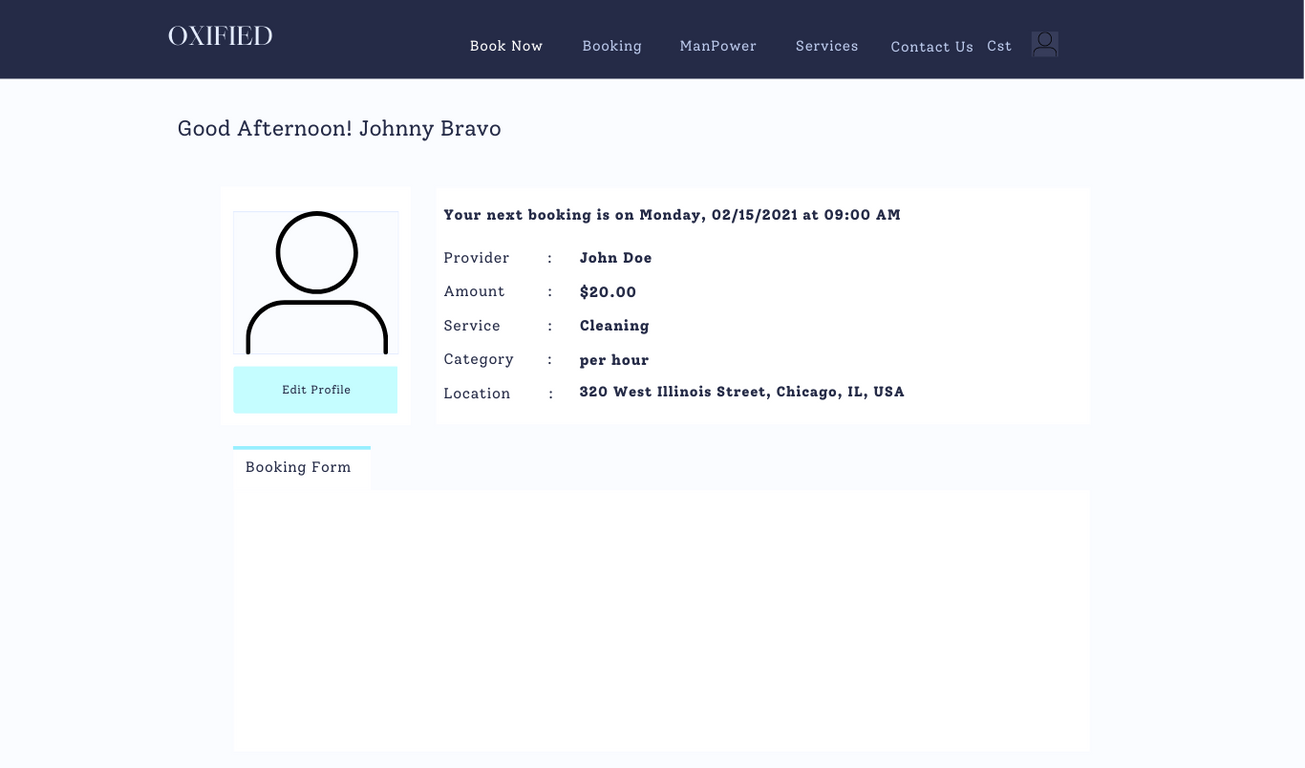 OXIFIED
Book Now Booking ManPower Services Contact Us Cst
Good Afternoon! Johnny Bravo
Your next booking is on Monday, 02/15/2021 at 09:00 AM
Provider : John Doe
Amount : $20.00
Service : Cleaning
Category : per hour
Location : 320 West Illinois Street, Chicago, IL, USA
Edit Profile
Booking Form